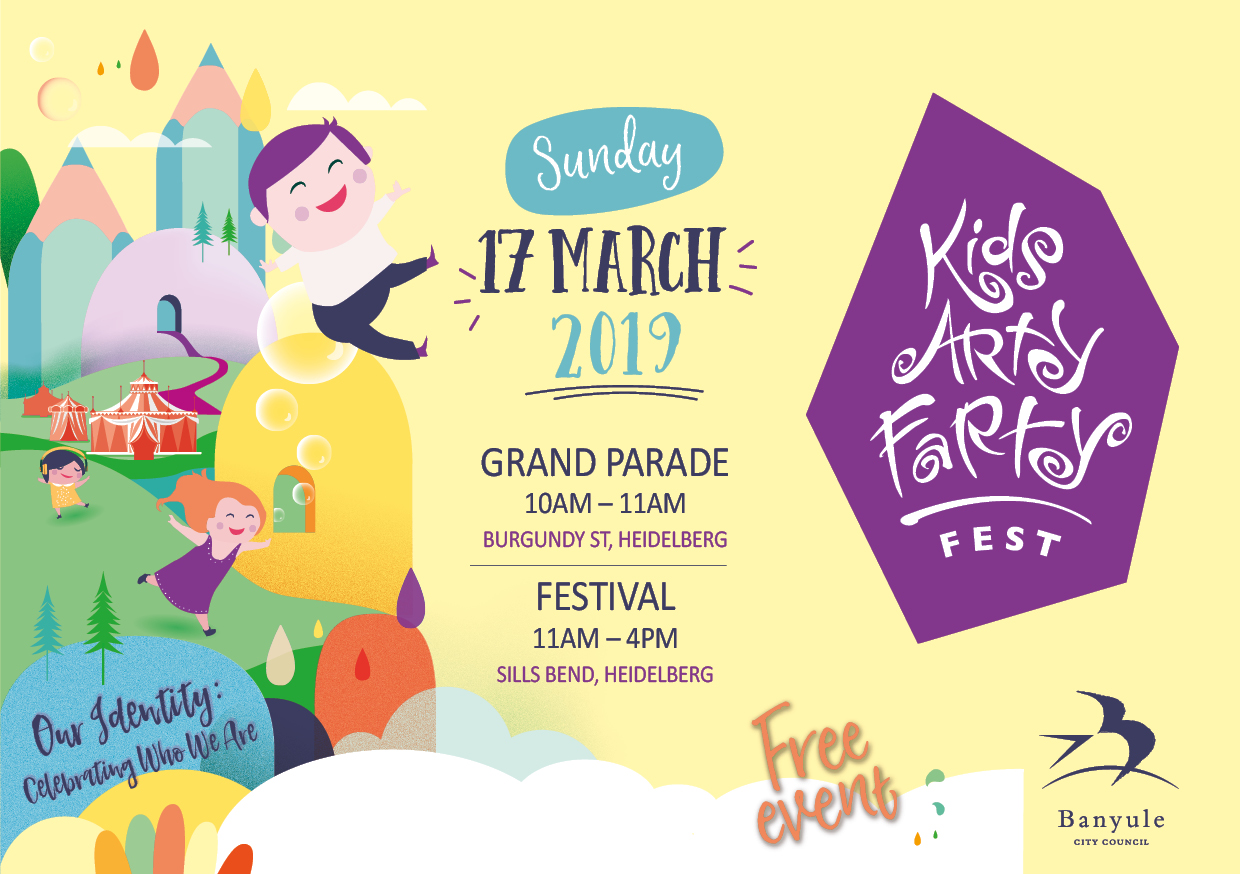 Sunday
17 MARCH
2019
GRAND PARADE
10AM – 11AM
BURGUNDY ST, HEIDELBERG
FESTIVAL
11AM – 4PM
SILLS BEND, HEIDELBERG
Kids
ARTy
FaRTy
FEST
Our Identity:
Celebrating Who We Are
Free
event
Banyule
CITY COUNCIL